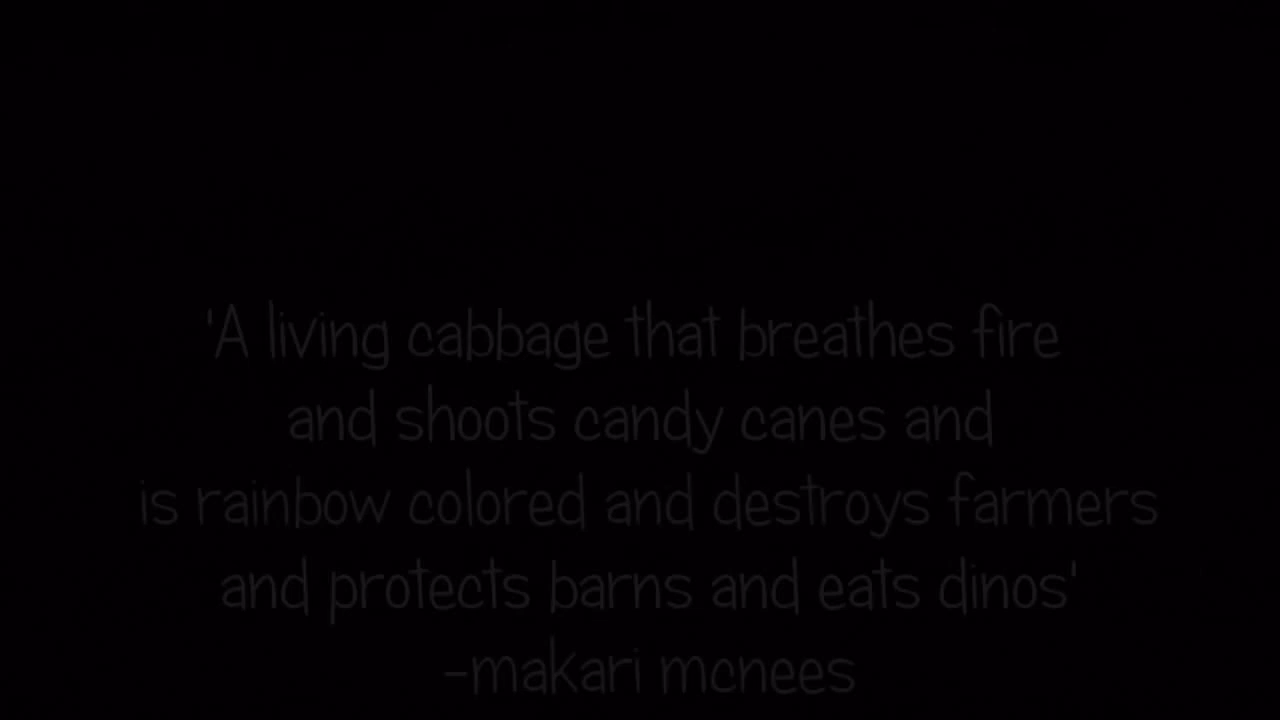 'A living cabbage that breathes fire
and shoots candy canes and
is rainbow colored and destroys farmers
and protects barns and eats dinos'
-makari mcnees